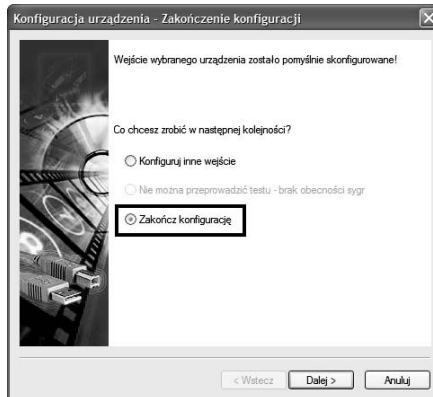 Konfiguracja urządzenia - Zakończenie konfiguracji
Wejście wybranego urządzenia zostało pomyślnie skonfigurowane!
Co chcesz zrobić w następnej kolejności?
Konfiguruj inne wejście
Nie można przeprowadzić testu - brak obecności sygr
Zakończ konfigurację
< Wstecz
Dalej >
Anuluj